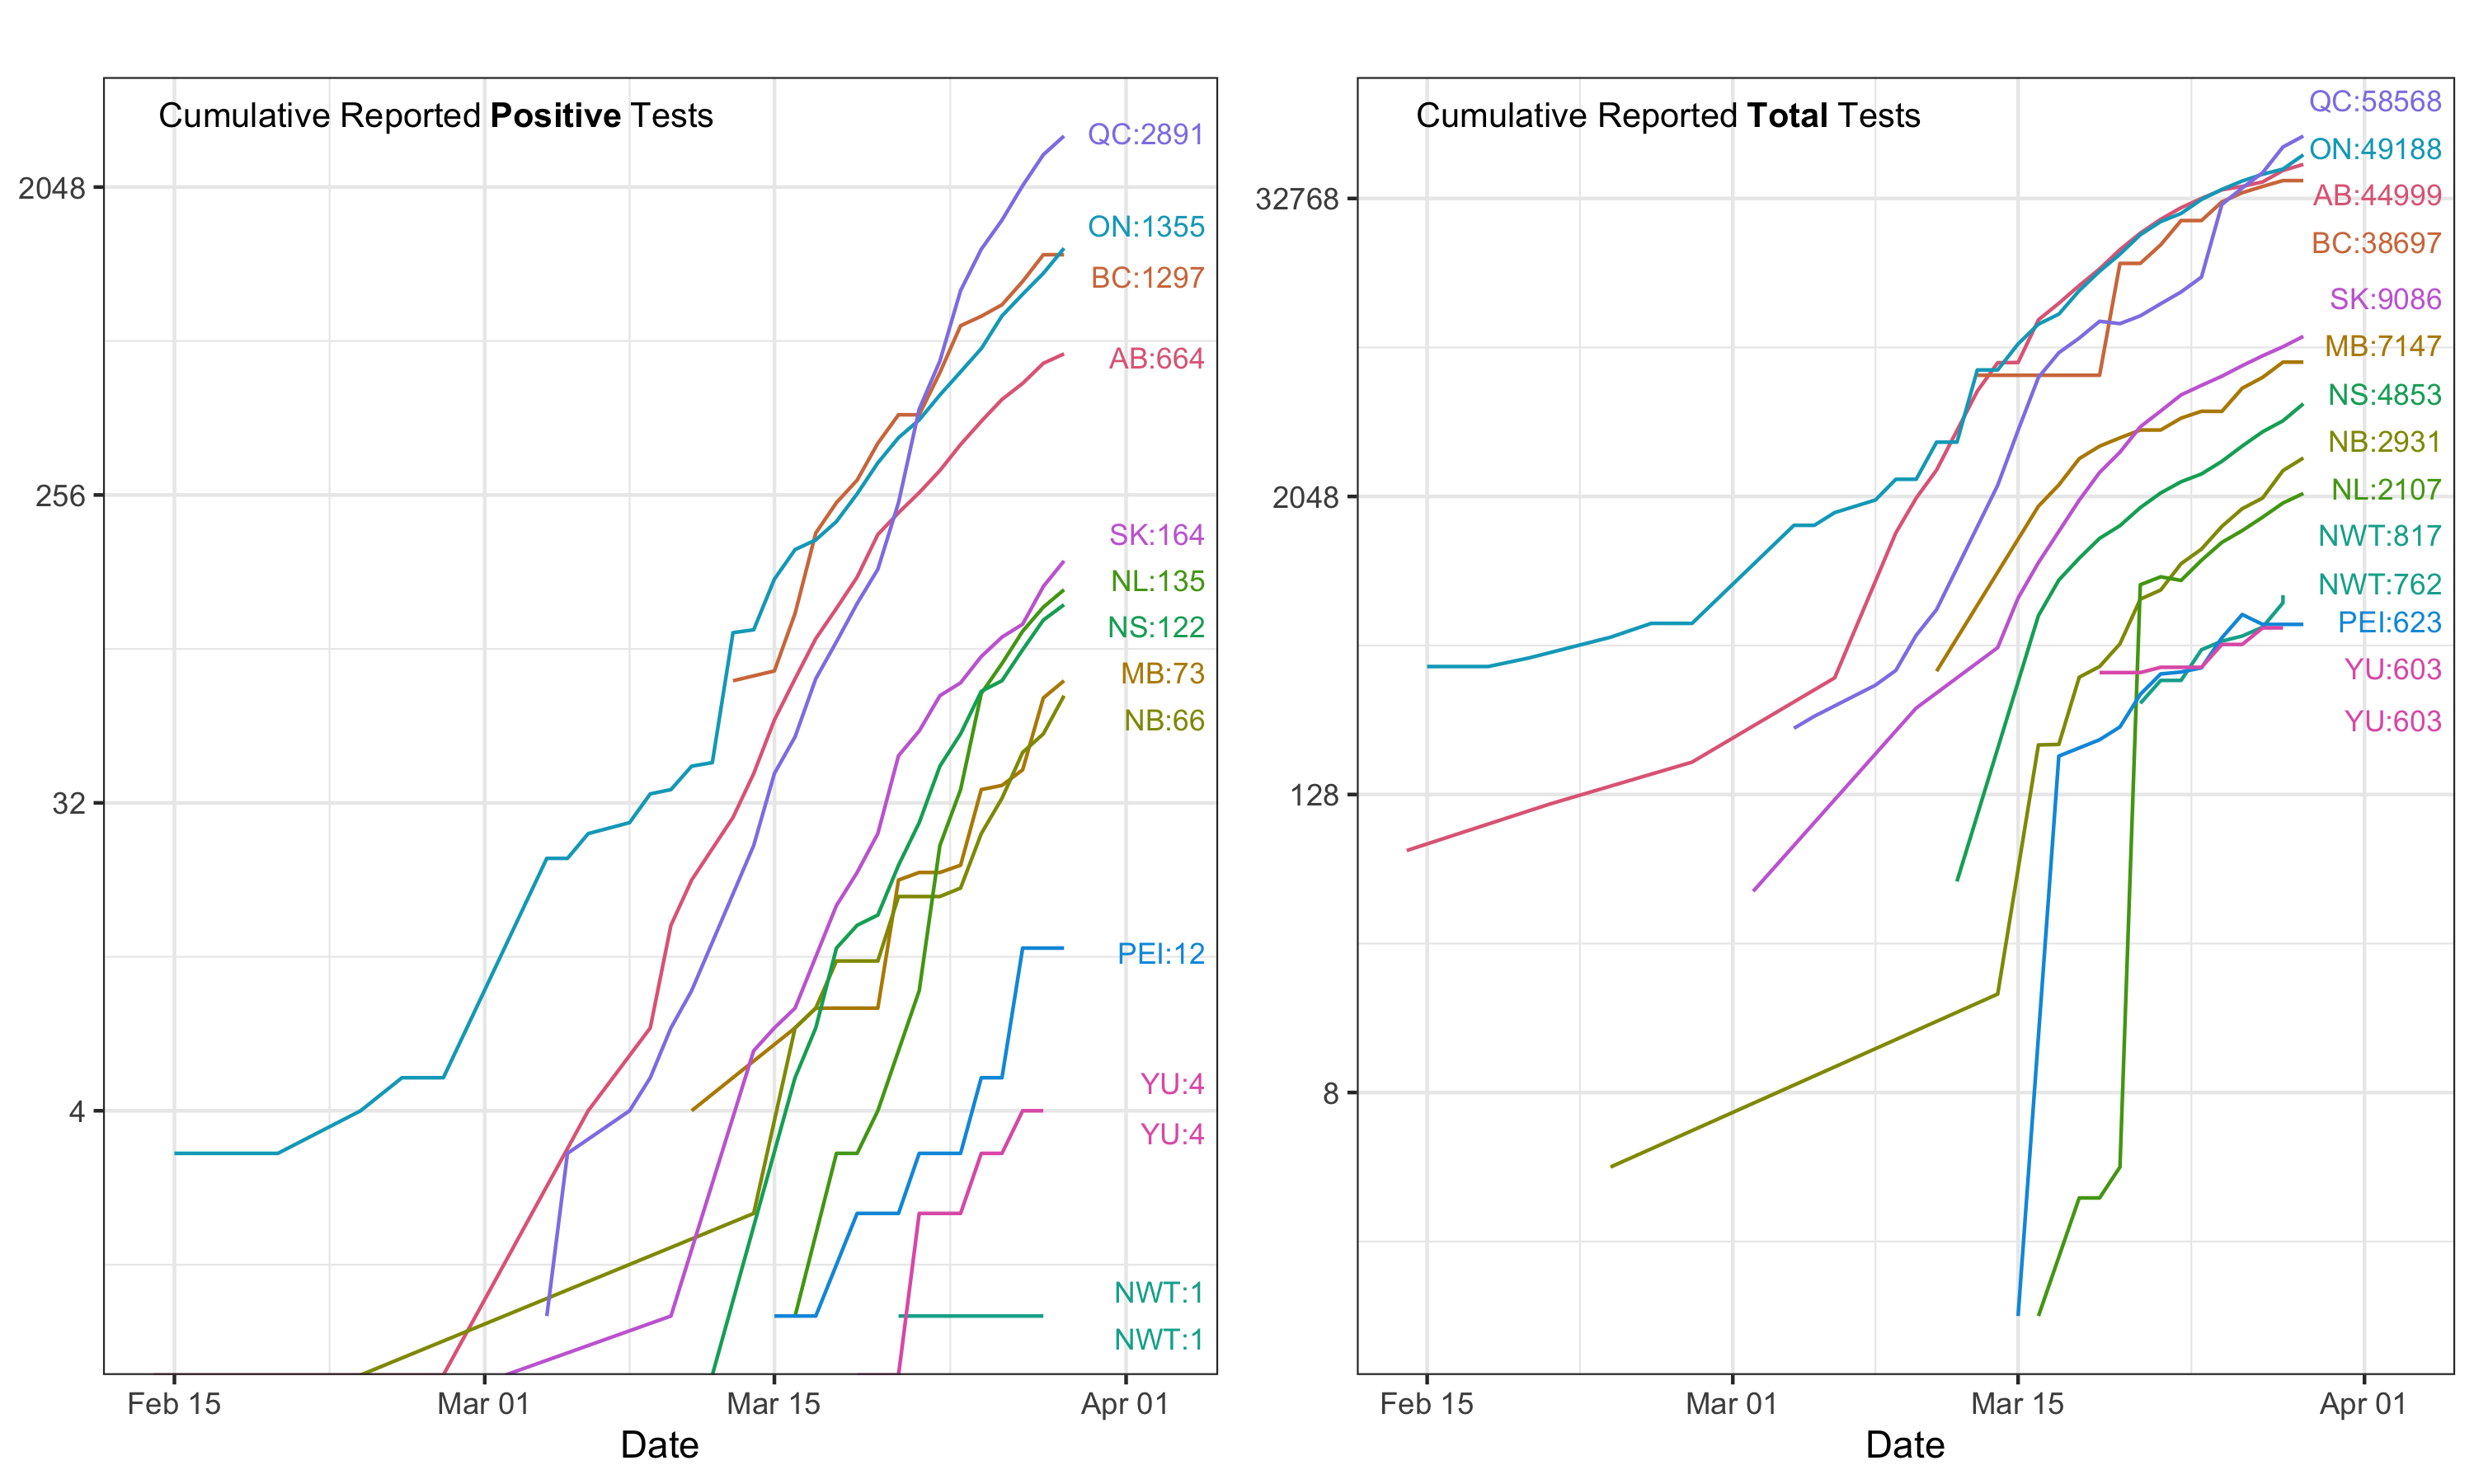 Cumulative Reported Positive Tests
QC:2891
2048
ON:1355
BC:1297
AB:664
256
SK:164
NL:135
NS:122
MB:73
NB:66
32
PEI:12
YU:4
4
YU:4
NWT:1
NWT:1
Feb 15
Mar 01
Mar 15
Apr 01
Date
Cumulative Reported Total Tests
QC:58568
ON:49188
32768
AB:44999
BC:38697
SK:9086
MB:7147
NS:4853
NB:2931
2048
NL:2107
NWT:817
NWT:762
PEI:623
YU:603
YU:603
128
8
Feb 15
Mar 01
Mar 15
Apr 01
Date